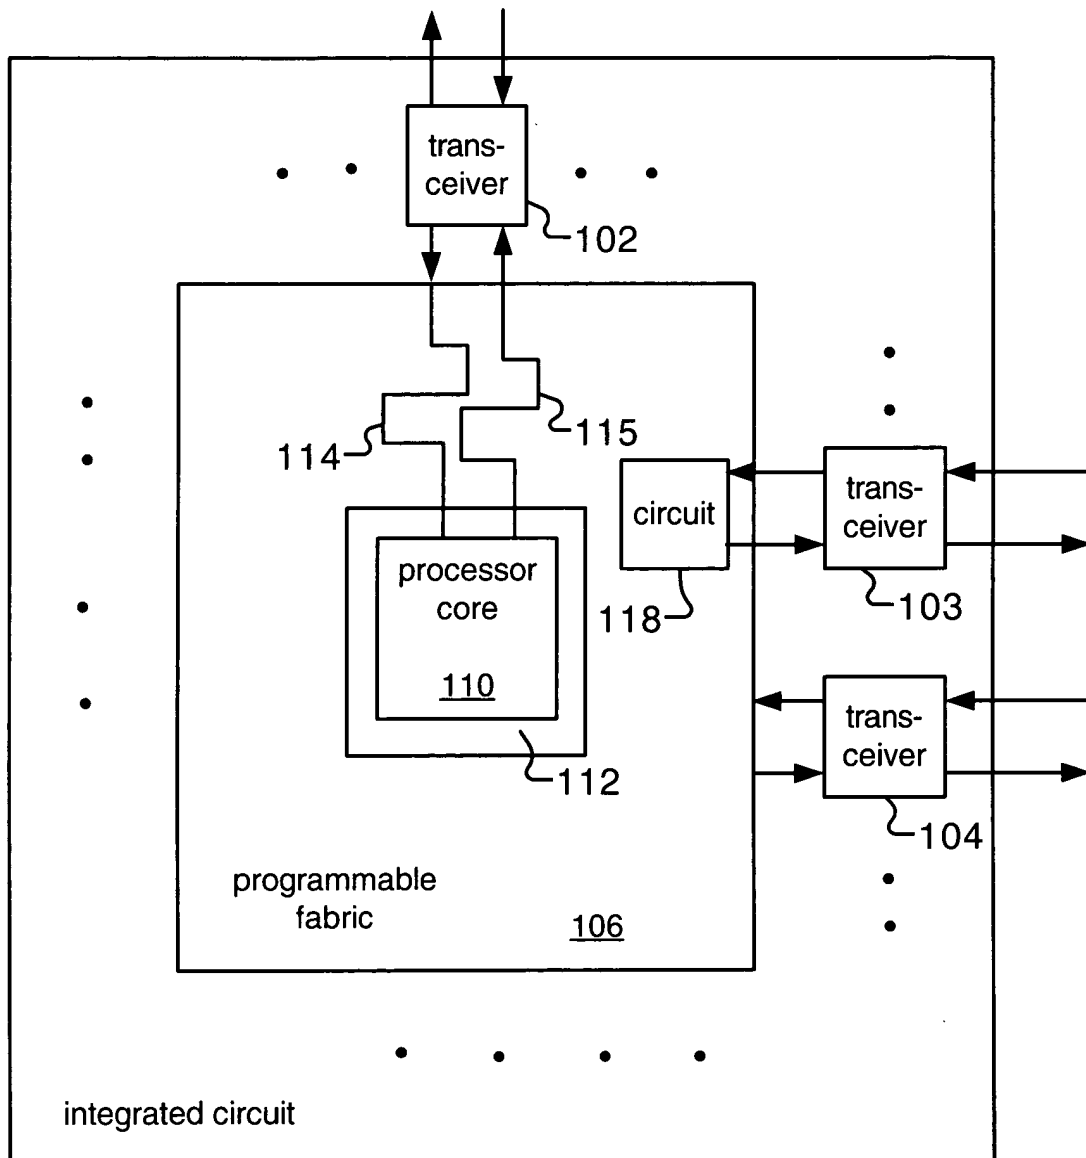 trans-
ceiver
102
114
115
circuit
118
trans-
ceiver
103
processor
core
110
112
trans-
ceiver
104
programmable
fabric
106
integrated circuit